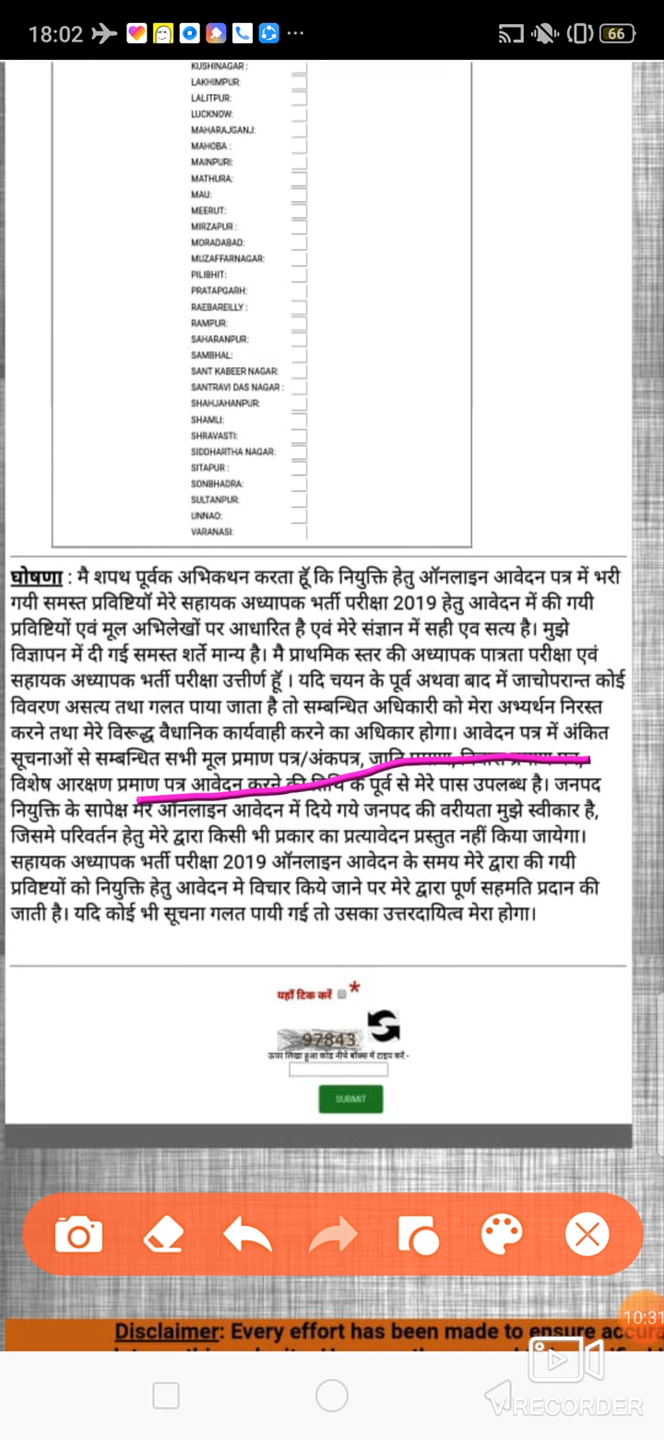 18:02
66
KUSHINAGAR :
LAKHIMPUR:
LALITPUR:
LUCKNOW:
MAHARAJGANJ:
MAHOBA :
MAINPURI:
MATHURA:
MAU:
MEERUT:
MIRZAPUR :
MORADABAD:
MUZAFFARNAGAR:
PILIBHIT:
PRATAPGARH:
RAEBAREILLY :
RAMPUR:
SAHARANPUR:
SAMBHAL:
SANT KABEER NAGAR:
SANTRAVI DAS NAGAR :
SHAHJAHANPUR:
SHAMLI:
SHRAVASTI:
SIDDHARTHA NAGAR:
SITAPUR :
SONBHADRA:
SULTANPUR:
UNNAO:
VARANASI:
घोषणा : मै शपथ पूर्वक अभिकथन करता हूँ कि नियुक्ति हेतु ऑनलाइन आवेदन पत्र में भरी
गयी समस्त प्रविष्टियॉ मेरे सहायक अध्यापक भर्ती परीक्षा 2019 हेतु आवेदन में की गयी
प्रविष्टियों एवं मूल अभिलेखों पर आधारित है एवं मेरे संज्ञान में सही एव सत्य है। मुझे
विज्ञापन में दी गई समस्त शर्ते मान्य है। मै प्राथमिक स्तर की अध्यापक पात्रता परीक्षा एवं
सहायक अध्यापक भर्ती परीक्षा उत्तीर्ण हूँ । यदि चयन के पूर्व अथवा बाद में जाचोपरान्त कोई
विवरण असत्य तथा गलत पाया जाता है तो सम्बन्धित अधिकारी को मेरा अभ्यर्थन निरस्त
करने तथा मेरे विरूद्ध वैधानिक कार्यवाही करने का अधिकार होगा। आवेदन पत्र में अंकित
सूचनाओं से सम्बन्धित सभी मूल प्रमाण पत्र/अंकपत्र, जाति प्रमाण, निवास प्रमाण पत्र,
विशेष आरक्षण प्रमाण पत्र आवेदन करने की तिथि के पूर्व से मेरे पास उपलब्ध है। जनपद
नियुक्ति के सापेक्ष मेरे ऑनलाइन आवेदन में दिये गये जनपद की वरीयता मुझे स्वीकार है,
जिसमे परिवर्तन हेतु मेरे द्वारा किसी भी प्रकार का प्रत्यावेदन प्रस्तुत नहीं किया जायेगा।
सहायक अध्यापक भर्ती परीक्षा 2019 ऑनलाइन आवेदन के समय मेरे द्वारा की गयी
प्रविष्टयों को नियुक्ति हेतु आवेदन मे विचार किये जाने पर मेरे द्वारा पूर्ण सहमति प्रदान की
जाती है। यदि कोई भी सूचना गलत पायी गई तो उसका उत्तरदायित्व मेरा होगा।
यहाँ टिक करें *
97843
ऊपर लिखा हुआ कोड नीचे बॉक्स में टाइप करें -
SUBMIT
10:31
Disclaimer: Every effort has been made to ensure
VRECORDER